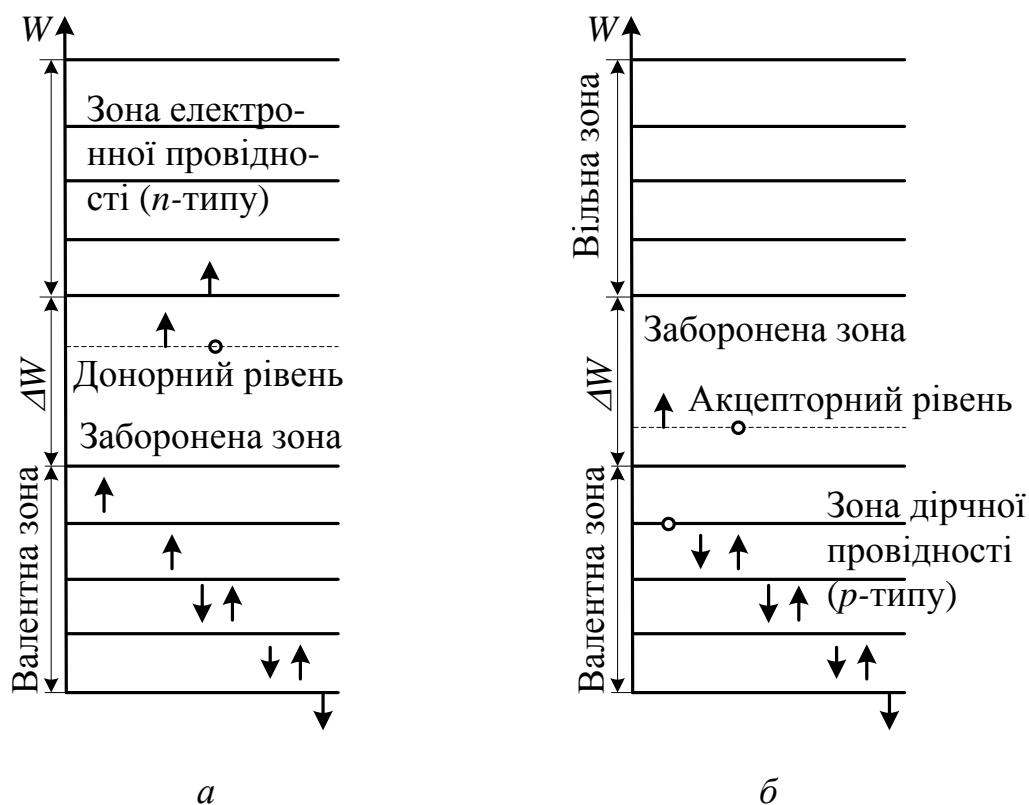 W
Зона електро-
нної провідно-
сті (n-типу)
ΔW
Донорний рівень
Заборонена зона
Валентна зона
а
W
Вільна зона
Заборонена зона
ΔW
Акцепторний рівень
Валентна зона
Зона дірчної
провідності
(p-типу)
б